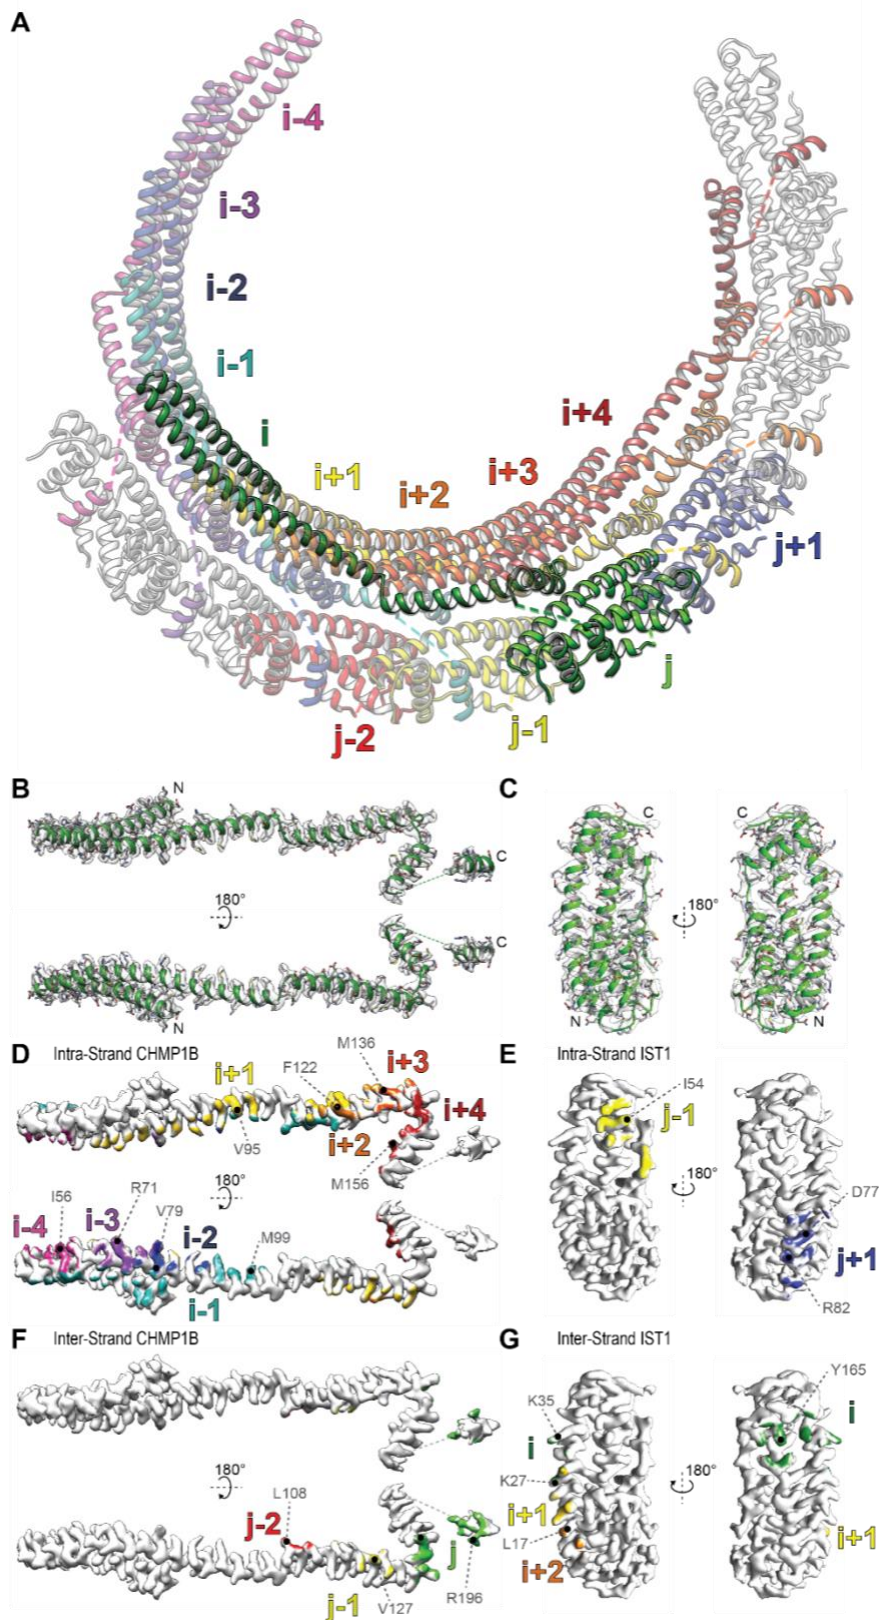 A
i-4
i-3
i-2
i-1
i
i+1
i+2
i+3
i+4
j+1
j
j-1
j-2
B
N
C
180°
N
C
C
C
180°
C
N
N
D Intra-Strand CHMP1B
M136
F122
i+1
i+3
i+4
i+2
V95
M156
180°
R71
I56
V79
i-4
i-3
i-2
M99
i-1
E Intra-Strand IST1
I54
j-1
180°
D77
j+1
R82
F Inter-Strand CHMP1B
180°
L108
j-2
j
j-1
R196
V127
G Inter-Strand IST1
Y165
K35
i
i
K27
180°
i+1
L17
i+2
i+1